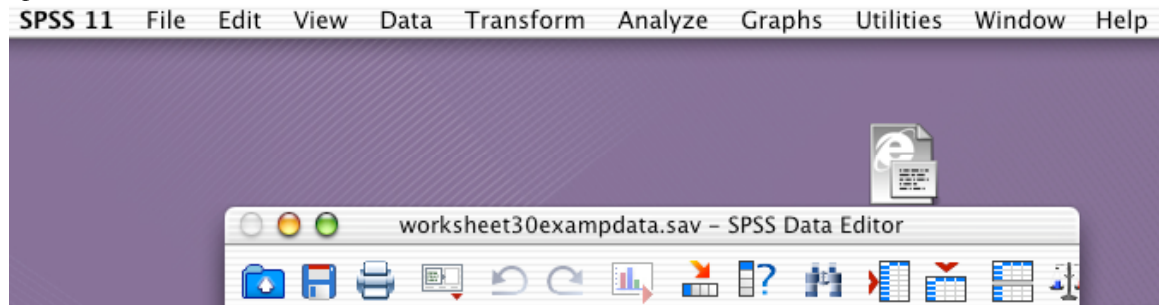 SPSS 11 File Edit View Data Transform Analyze Graphs Utilities Window Help
worksheet30exampdata.sav – SPSS Data Editor